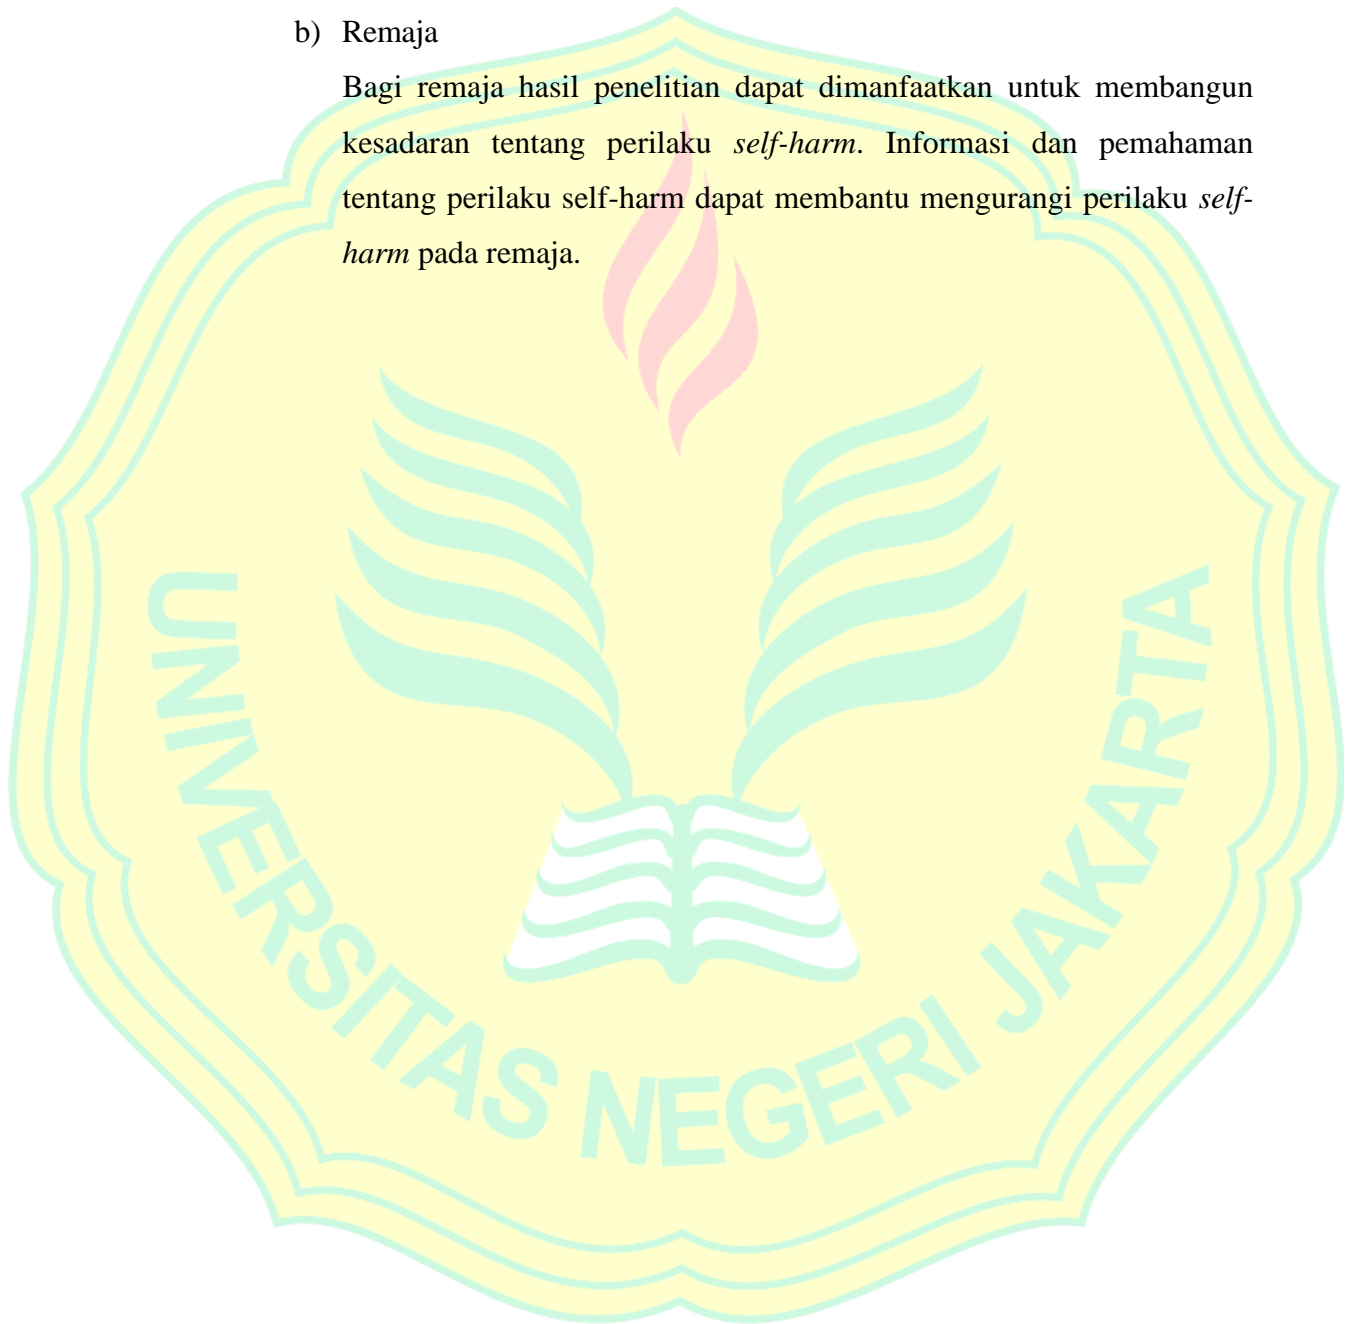 b) Remaja
Bagi remaja hasil penelitian dapat dimanfaatkan untuk membangun
kesadaran tentang perilaku self-harm. Informasi dan pemahaman
tentang perilaku self-harm dapat membantu mengurangi perilaku self-
harm pada remaja.
UNIVERSITAS NEGERI JAKARTA